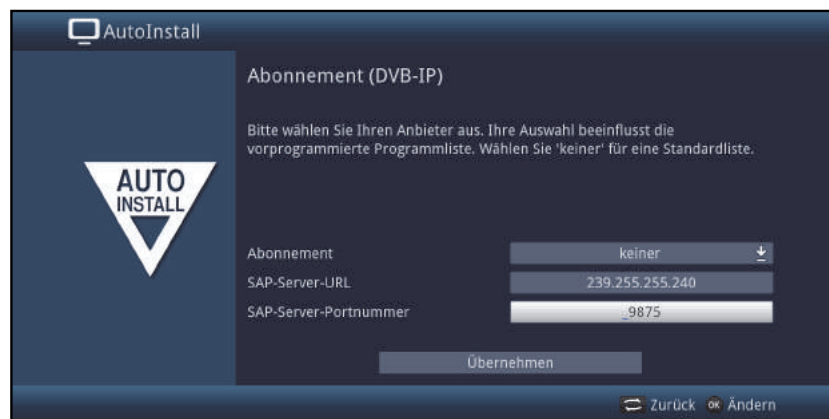 AutoInstall
Abonnement (DVB-IP)
Bitte wählen Sie Ihren Anbieter aus. Ihre Auswahl beeinflusst die
vorprogrammierte Programmliste. Wählen Sie 'keiner' für eine Standardliste.
AUTO
INSTALL
Abonnement keiner
SAP-Server-URL 239.255.255.240
SAP-Server-Portnummer _9875
Übernehmen
Zurück OK Ändern